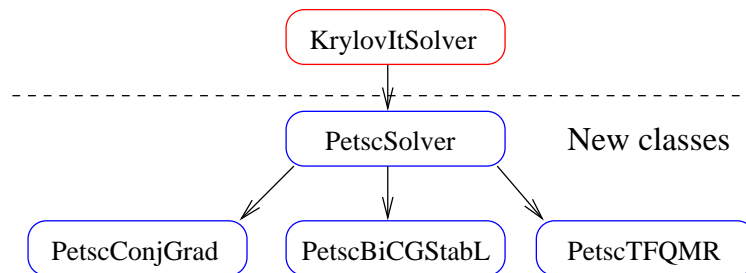 KrylovItSolver
PetscSolver
New classes
PetscConjGrad
PetscBiCGStabL
PetscTFQMR